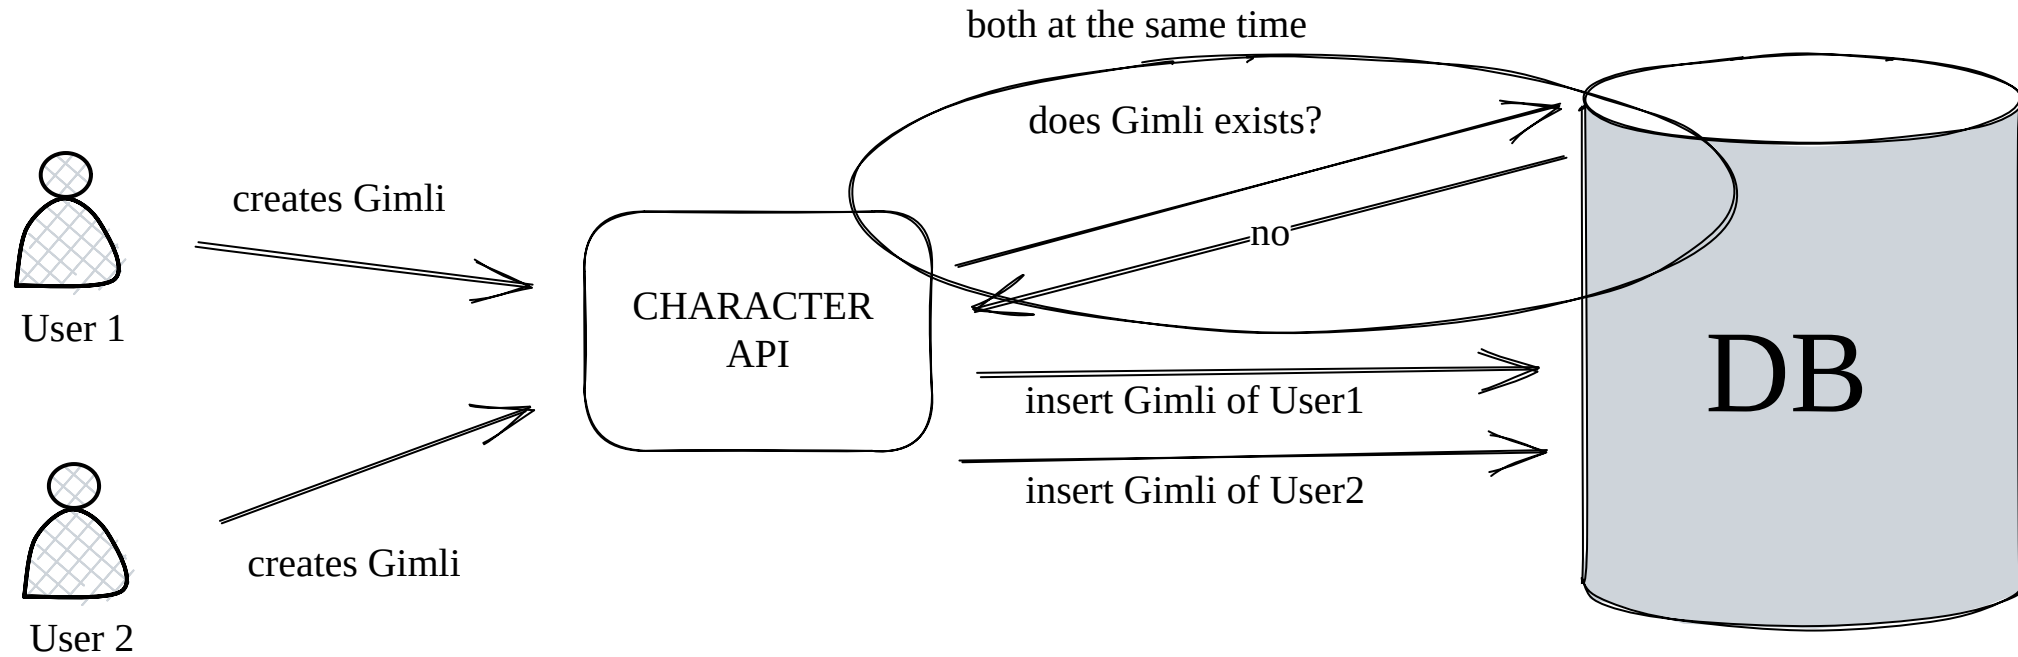 both at the same time
does Gimli exists?
creates Gimli
no
User 1
CHARACTER
API
insert Gimli of User1
DB
insert Gimli of User2
creates Gimli
User 2